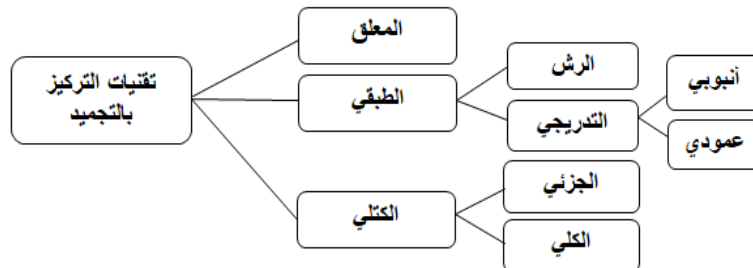 تقنيات التركيز
بالتجميد
المعلق
الطبقي
الكتلي
الرش
التدريجي
الجزئي
الكلي
أنبوبي
عمودي